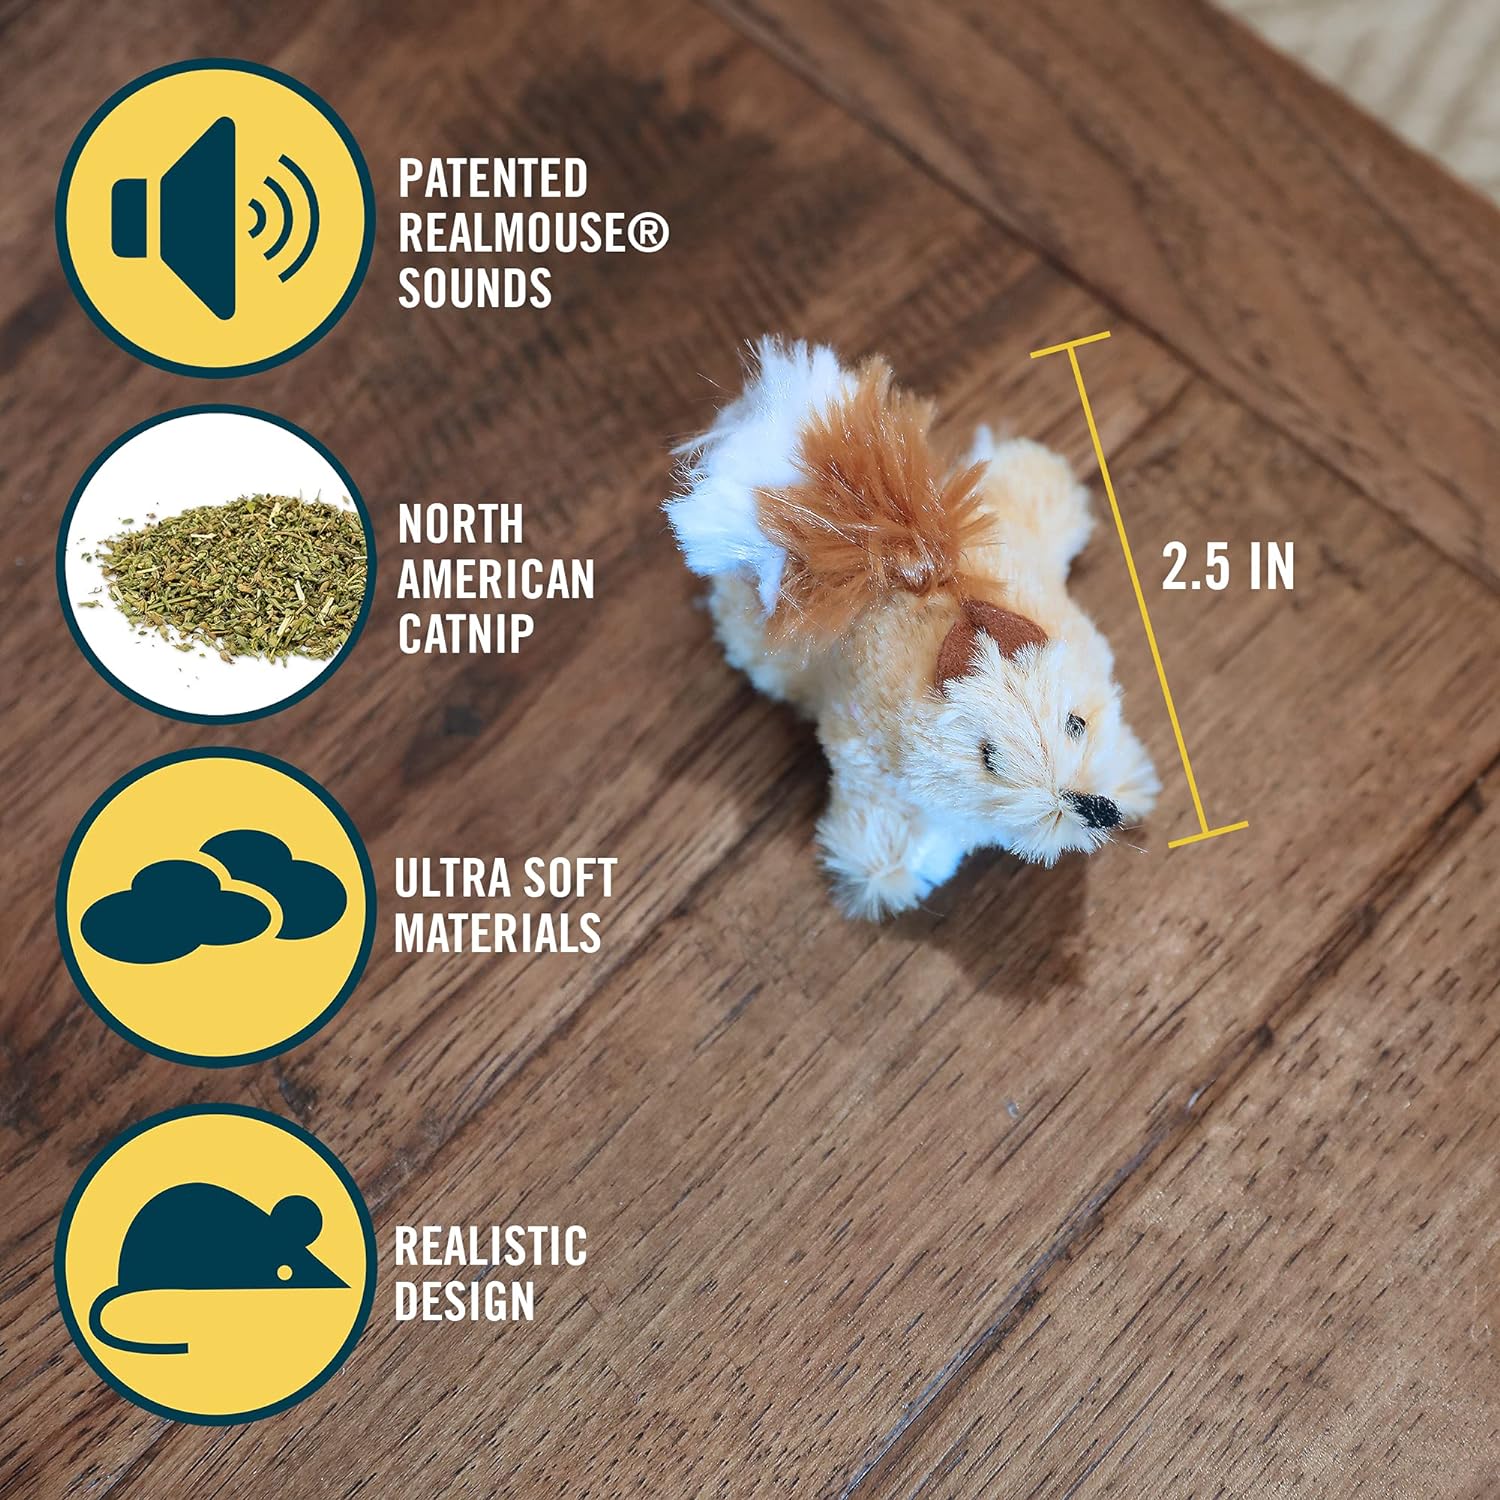 PATENTED
REALMOUSE®
SOUNDS
NORTH
AMERICAN
CATNIP
2.5 IN
ULTRA SOFT
MATERIALS
REALISTIC
DESIGN